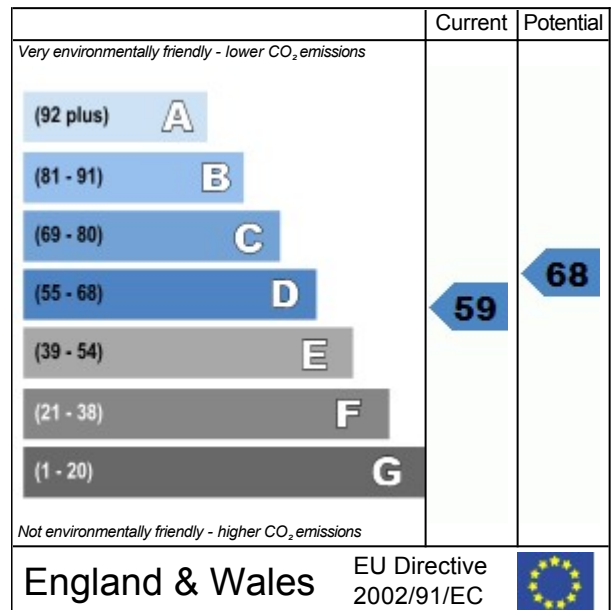 Current Potential
Very environmentally friendly - lower CO₂ emissions
(92 plus) A
(81 - 91) B
(69 - 80) C
(55 - 68) D
(39 - 54) E
(21 - 38) F
(1 - 20) G
59
68
Not environmentally friendly - higher CO₂ emissions
England & Wales
EU Directive
2002/91/EC